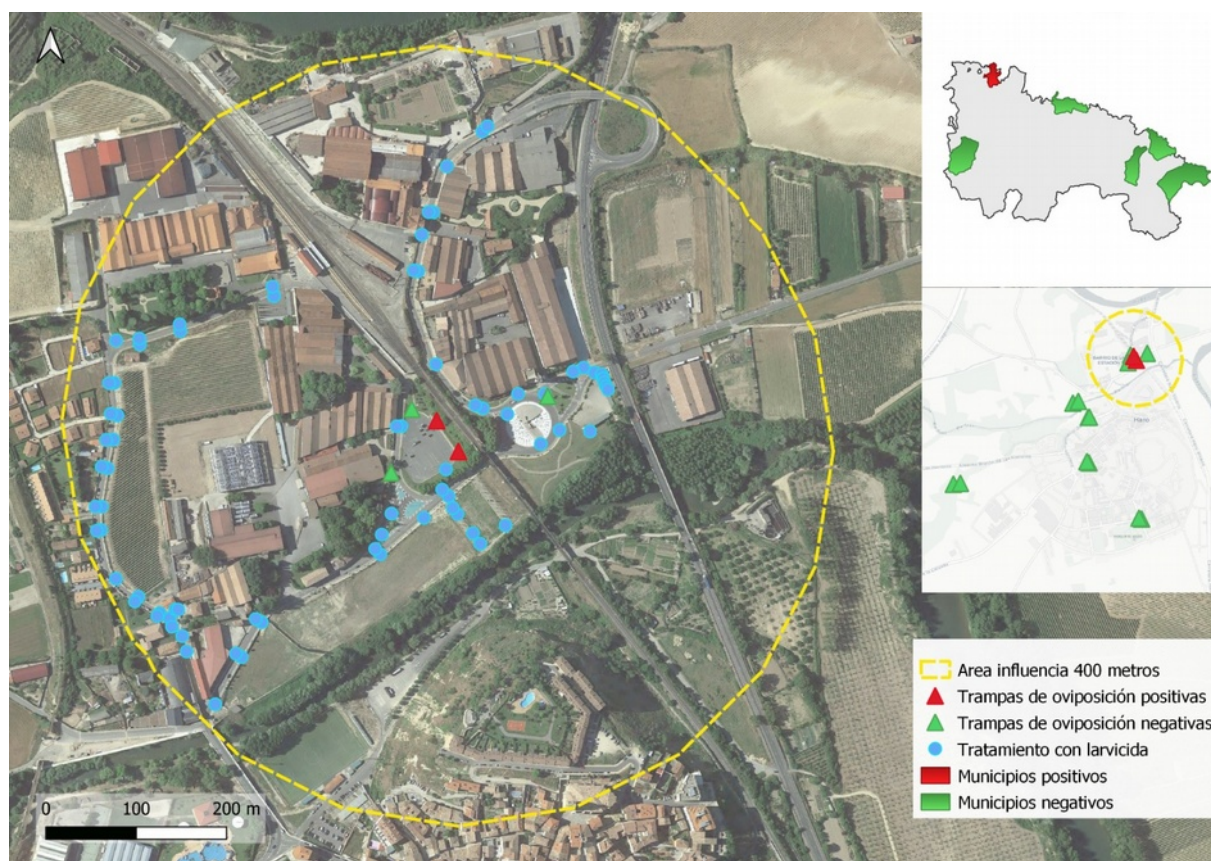 Area influencia 400 metros
Trampas de oviposición positivas
Trampas de oviposición negativas
Tratamiento con larvicida
Municipios positivos
Municipios negativos
0 100 200 m